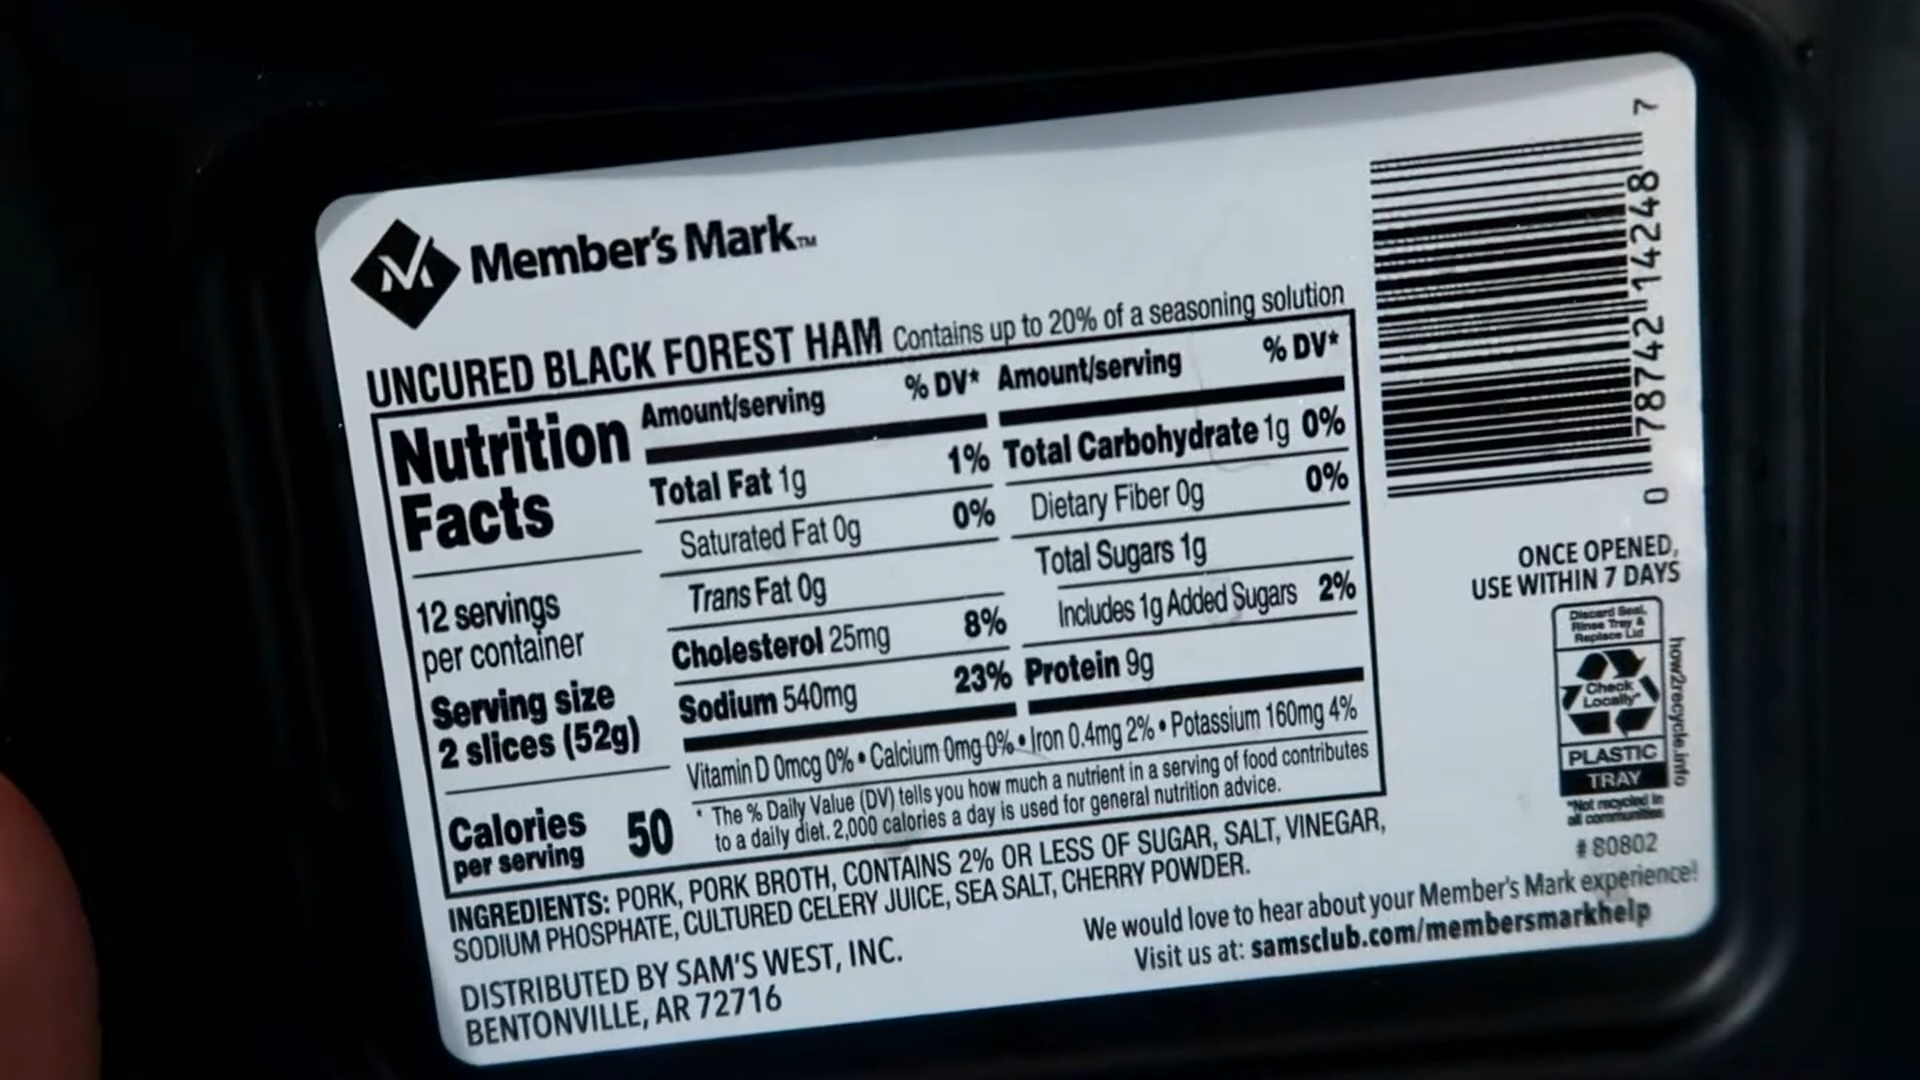 Member's Mark™
UNCURED BLACK FOREST HAM Contains up to 20% of a seasoning solution
Nutrition
Facts
12 servings
per container
Serving size
2 slices (52g)
Calories
per serving 50
Amount/serving % DV*
Total Fat 1g 1%
Saturated Fat 0g 0%
Trans Fat 0g
Cholesterol 25mg 8%
Sodium 540mg 23%
Amount/serving % DV*
Total Carbohydrate 1g 0%
Dietary Fiber 0g 0%
Total Sugars 1g
Includes 1g Added Sugars 2%
Protein 9g
Vitamin D 0mcg 0% • Calcium 0mg 0% • Iron 0.4mg 2% • Potassium 160mg 4%
* The % Daily Value (DV) tells you how much a nutrient in a serving of food contributes
to a daily diet. 2,000 calories a day is used for general nutrition advice.
INGREDIENTS: PORK, PORK BROTH, CONTAINS 2% OR LESS OF SUGAR, SALT, VINEGAR,
SODIUM PHOSPHATE, CULTURED CELERY JUICE, SEA SALT, CHERRY POWDER.
DISTRIBUTED BY SAM'S WEST, INC.
BENTONVILLE, AR 72716
0 78742 14248 7
ONCE OPENED,
USE WITHIN 7 DAYS
Discard Seal,
Rinse Tray &
Replace Lid
Check
Locally*
PLASTIC
TRAY
*Not recycled in
all communities
how2recycle.info
# 80802
We would love to hear about your Member's Mark experience!
Visit us at: samsclub.com/membersmarkhelp